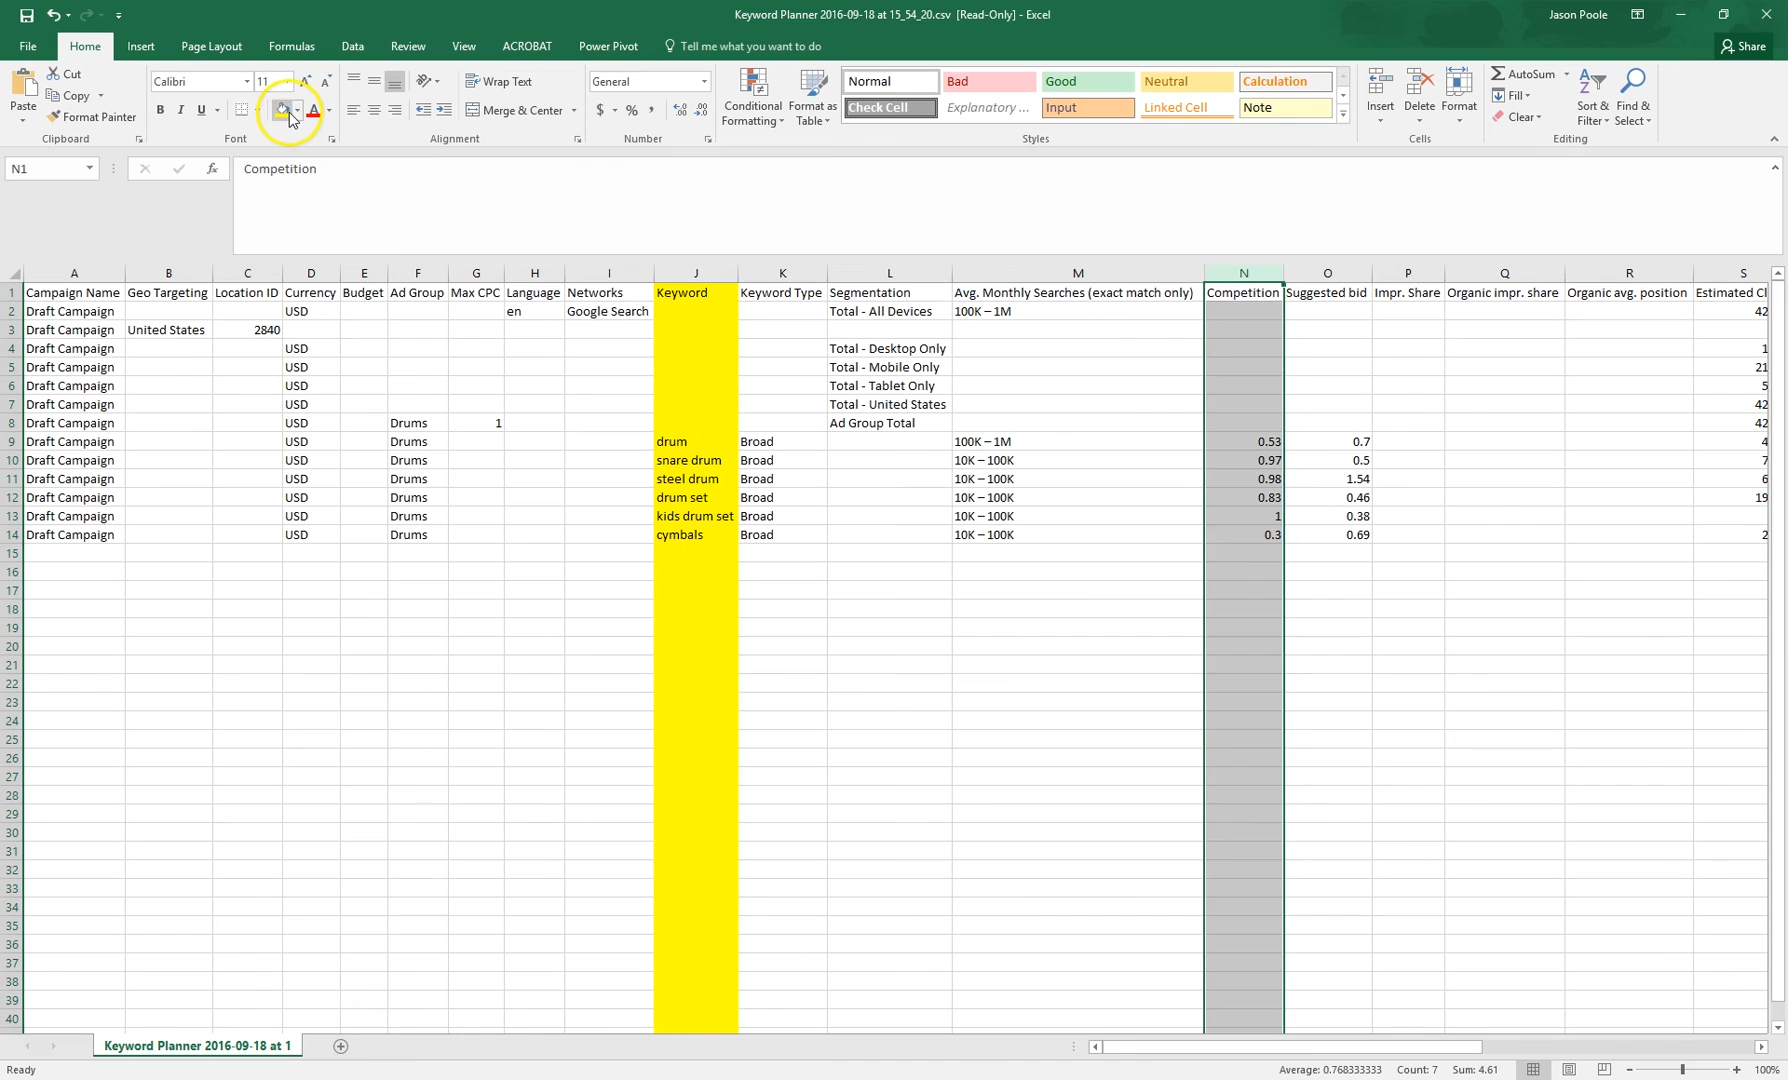 Keyword Planner 2016-09-18 at 15_54_20.csv [Read-Only] - Excel
Jason Poole
File Home Insert Page Layout Formulas Data Review View ACROBAT Power Pivot Tell me what you want to do
Share
Paste
Cut
Copy
Format Painter
Clipboard
Calibri 11
B I U
Font
Wrap Text
Merge & Center
Alignment
General
$ % ,
Number
Conditional Formatting
Format as Table
Normal Bad Good Neutral Calculation
Check Cell Explanatory ... Input Linked Cell Note
Styles
Insert Delete Format
Cells
AutoSum
Fill
Clear
Sort & Filter
Find & Select
Editing
N1 fx Competition
A B C D E F G H I J K L M N O P Q R S
1 Campaign Name Geo Targeting Location ID Currency Budget Ad Group Max CPC Language Networks Keyword Keyword Type Segmentation Avg. Monthly Searches (exact match only) Competition Suggested bid Impr. Share Organic impr. share Organic avg. position Estimated Cl
2 Draft Campaign USD en Google Search Total - All Devices 100K – 1M 42
3 Draft Campaign United States 2840
4 Draft Campaign USD Total - Desktop Only 1
5 Draft Campaign USD Total - Mobile Only 21
6 Draft Campaign USD Total - Tablet Only 5
7 Draft Campaign USD Total - United States 42
8 Draft Campaign USD Drums 1 Ad Group Total 42
9 Draft Campaign USD Drums drum Broad 100K – 1M 0.53 0.7 4
10 Draft Campaign USD Drums snare drum Broad 10K – 100K 0.97 0.5 7
11 Draft Campaign USD Drums steel drum Broad 10K – 100K 0.98 1.54 6
12 Draft Campaign USD Drums drum set Broad 10K – 100K 0.83 0.46 19
13 Draft Campaign USD Drums kids drum set Broad 10K – 100K 1 0.38
14 Draft Campaign USD Drums cymbals Broad 10K – 100K 0.3 0.69 2
15
16
17
18
19
20
21
22
23
24
25
26
27
28
29
30
31
32
33
34
35
36
37
38
39
40
Keyword Planner 2016-09-18 at 1
Ready
Average: 0.768333333 Count: 7 Sum: 4.61 100%